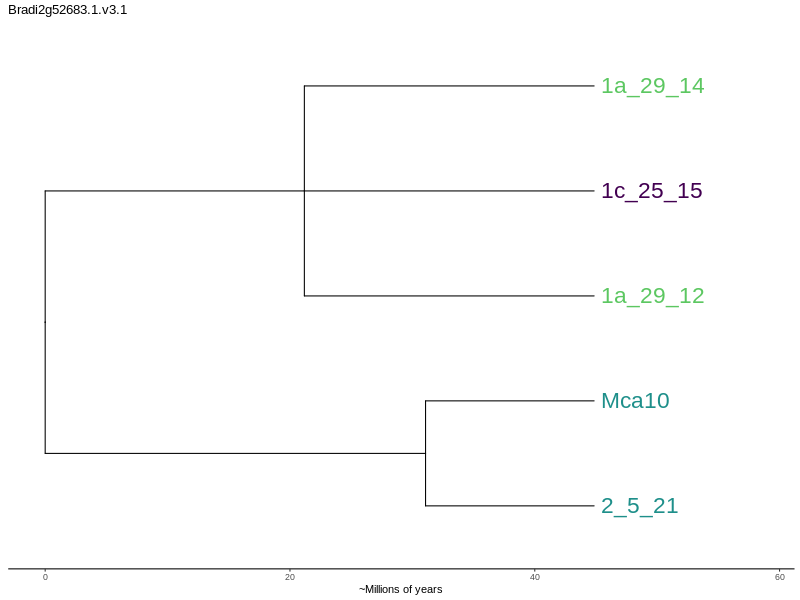 Bradi2g52683.1.v3.1
1a_29_14
1c_25_15
1a_29_12
Mca10
2_5_21
0 20 40 60
~Millions of years